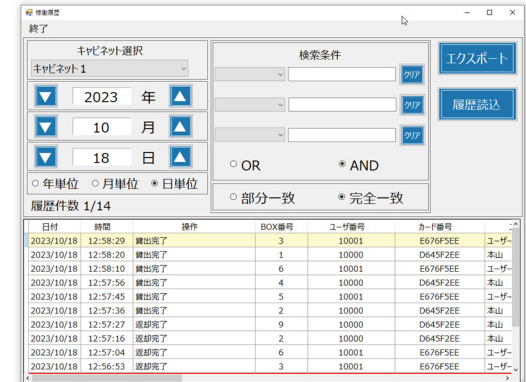 稼働履歴
終了
キャビネット選択
キャビネット1
2023 年
10 月
18 日
年単位 月単位 日単位
履歴件数 1/14
検索条件
クリア
クリア
クリア
OR AND
部分一致 完全一致
エクスポート
履歴読込
日付 時間 操作 BOX番号 ユーザ番号 カード番号
2023/10/18 12:58:29 貸出完了 3 10001 E676F5EE ユーザー
2023/10/18 12:58:20 貸出完了 1 10000 D645F2EE 本山
2023/10/18 12:58:10 貸出完了 6 10001 E676F5EE ユーザー
2023/10/18 12:57:56 貸出完了 4 10000 D645F2EE 本山
2023/10/18 12:57:45 貸出完了 5 10001 E676F5EE ユーザー
2023/10/18 12:57:36 貸出完了 2 10000 D645F2EE 本山
2023/10/18 12:57:27 返却完了 9 10000 D645F2EE 本山
2023/10/18 12:57:16 返却完了 2 10000 D645F2EE 本山
2023/10/18 12:57:04 返却完了 6 10001 E676F5EE ユーザー
2023/10/18 12:56:53 返却完了 3 10001 E676F5EE ユーザー